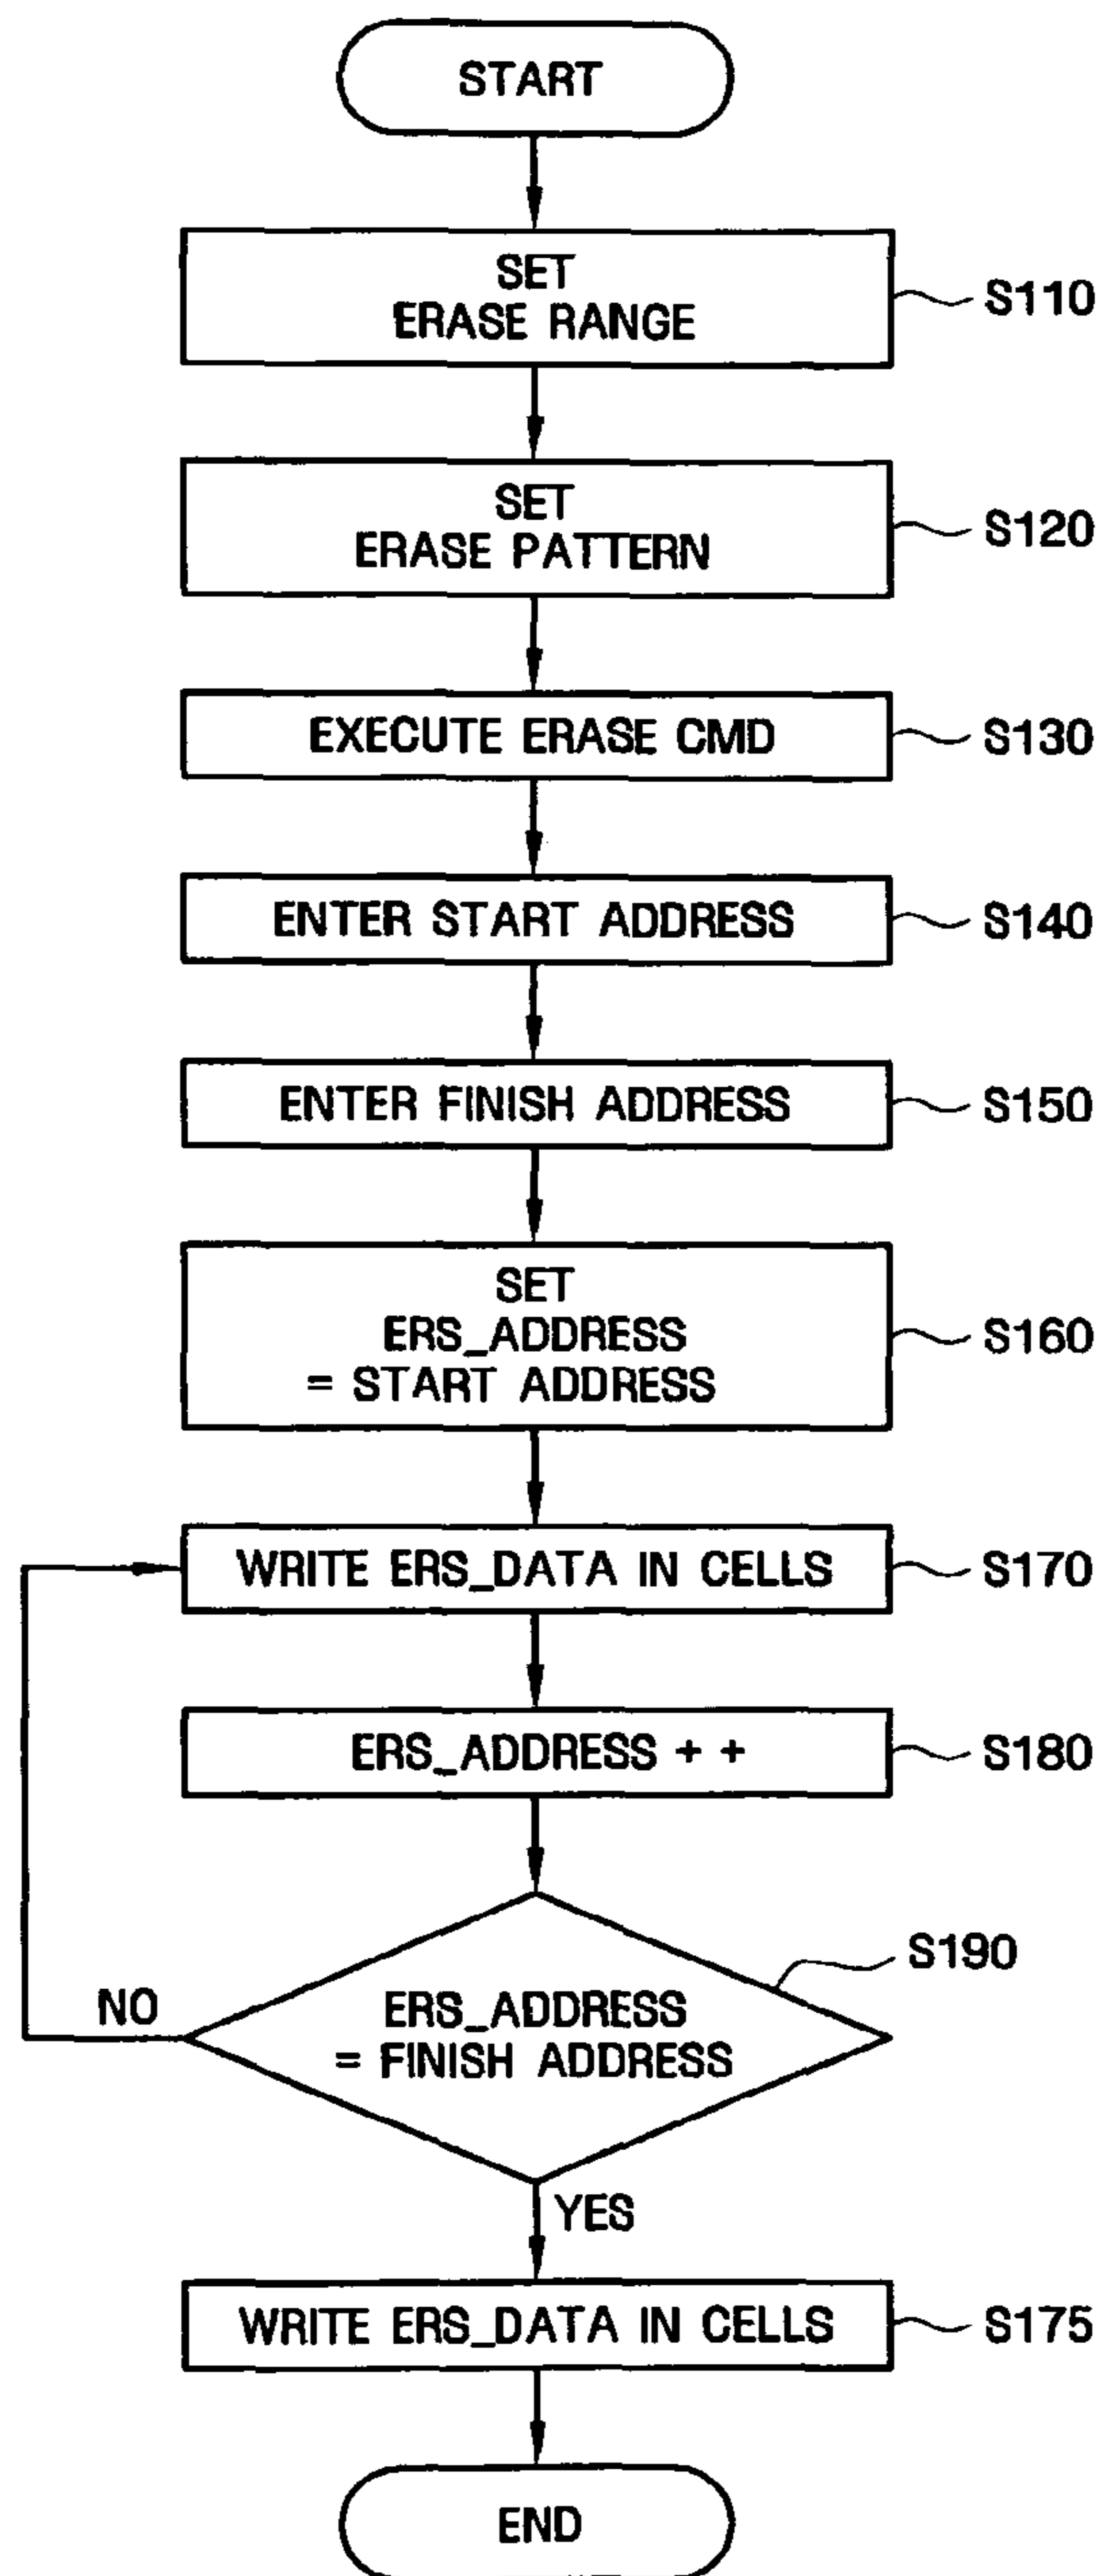 START
SET
ERASE RANGE
S110
SET
ERASE PATTERN
S120
EXECUTE ERASE CMD
S130
ENTER START ADDRESS
S140
ENTER FINISH ADDRESS
S150
SET
ERS_ADDRESS
= START ADDRESS
S160
WRITE ERS_DATA IN CELLS
S170
ERS_ADDRESS + +
S180
S190
NO
ERS_ADDRESS
= FINISH ADDRESS
YES
WRITE ERS_DATA IN CELLS
S175
END